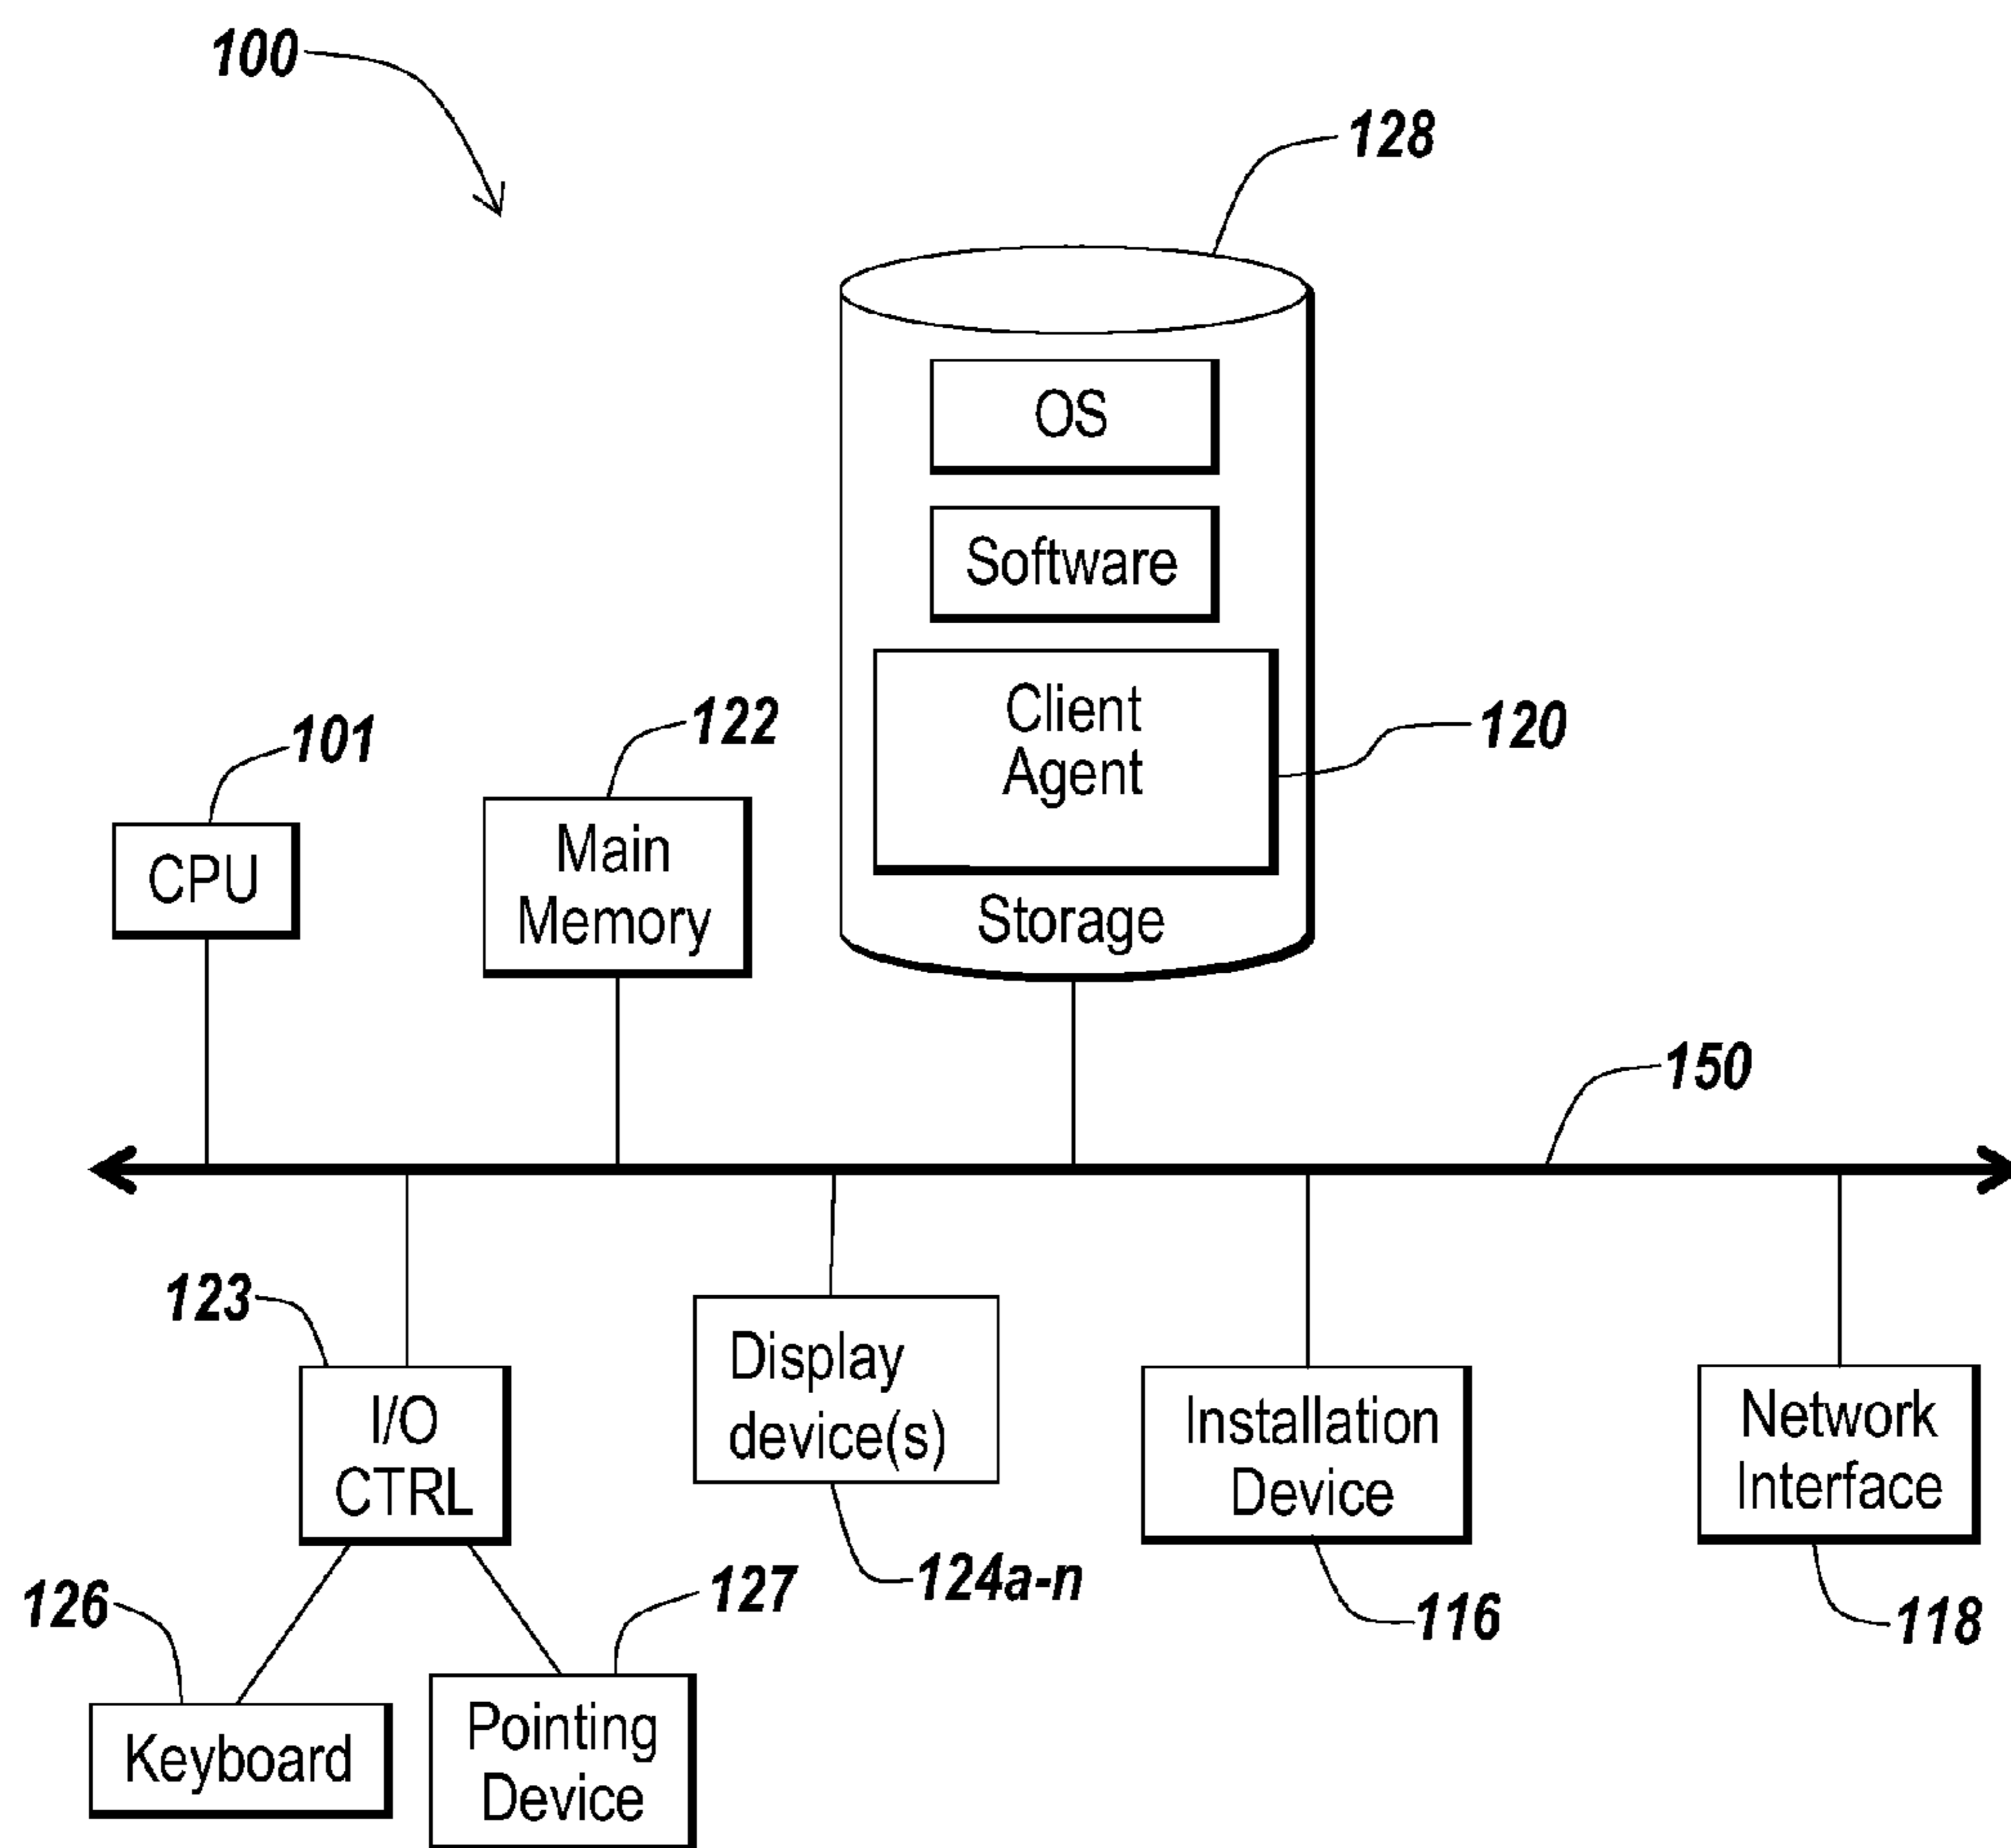 100
128
OS
Software
Client
Agent
120
Storage
101
CPU
122
Main
Memory
150
123
I/O
CTRL
Display
device(s)
124a-n
Installation
Device
116
Network
Interface
118
126
Keyboard
127
Pointing
Device